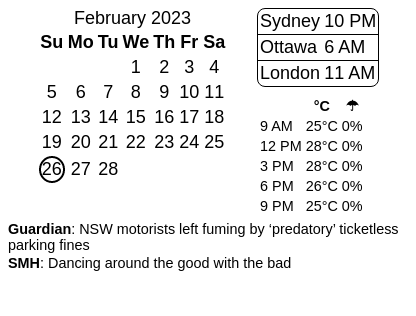 February 2023
Su Mo Tu We Th Fr Sa
1 2 3 4
5 6 7 8 9 10 11
12 13 14 15 16 17 18
19 20 21 22 23 24 25
26 27 28
Sydney 10 PM
Ottawa 6 AM
London 11 AM
°C ☂
9 AM 25°C 0%
12 PM 28°C 0%
3 PM 28°C 0%
6 PM 26°C 0%
9 PM 25°C 0%
Guardian: NSW motorists left fuming by ‘predatory’ ticketless
parking fines
SMH: Dancing around the good with the bad